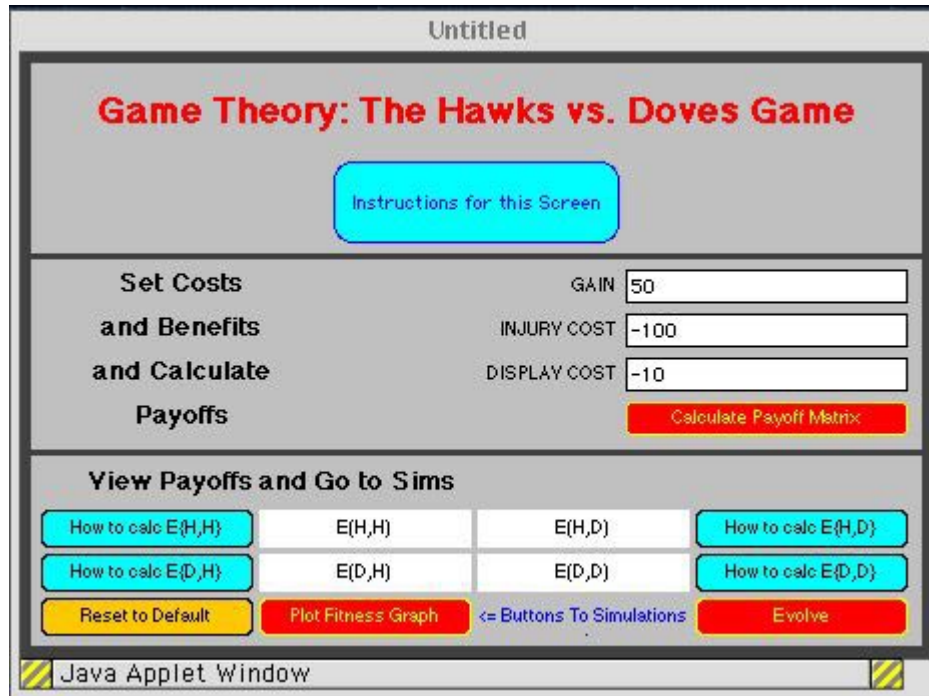 Untitled
Game Theory: The Hawks vs. Doves Game
Instructions for this Screen
Set Costs
and Benefits
and Calculate
Payoffs
GAIN 50
INJURY COST -100
DISPLAY COST -10
Calculate Payoff Matrix
View Payoffs and Go to Sims
How to calc E{H,H} E(H,H) E(H,D) How to calc E{H,D}
How to calc E{D,H} E(D,H) E(D,D) How to calc E{D,D}
Reset to Default Plot Fitness Graph <= Buttons To Simulations Evolve
Java Applet Window